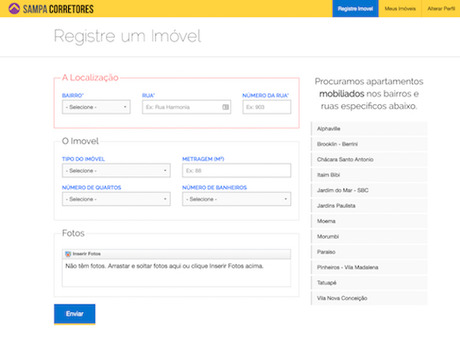 SAMPA CORRETORES
Registre Imovel Meus Imóveis Alterar Perfil
Registre um Imóvel
A Localização
BAIRRO* RUA* NÚMERO DA RUA*
- Selecione - Ex: Rua Harmonia Ex: 903
O Imovel
TIPO DO IMÓVEL METRAGEM (M²)
- Selecione - Ex: 88
NÚMERO DE QUARTOS NÚMERO DE BANHEIROS
- Selecione - - Selecione -
Fotos
Inserir Fotos
Não têm fotos. Arrastar e soltar fotos aqui ou clique Inserir Fotos acima.
Enviar
Procuramos apartamentos
mobiliados nos bairros e
ruas específicos abaixo.
Alphaville
Brooklin - Berrini
Chácara Santo Antonio
Itaim Bibi
Jardim do Mar - SBC
Jardins Paulista
Moema
Morumbi
Paraíso
Pinheiros - Vila Madalena
Tatuapé
Vila Nova Conceição